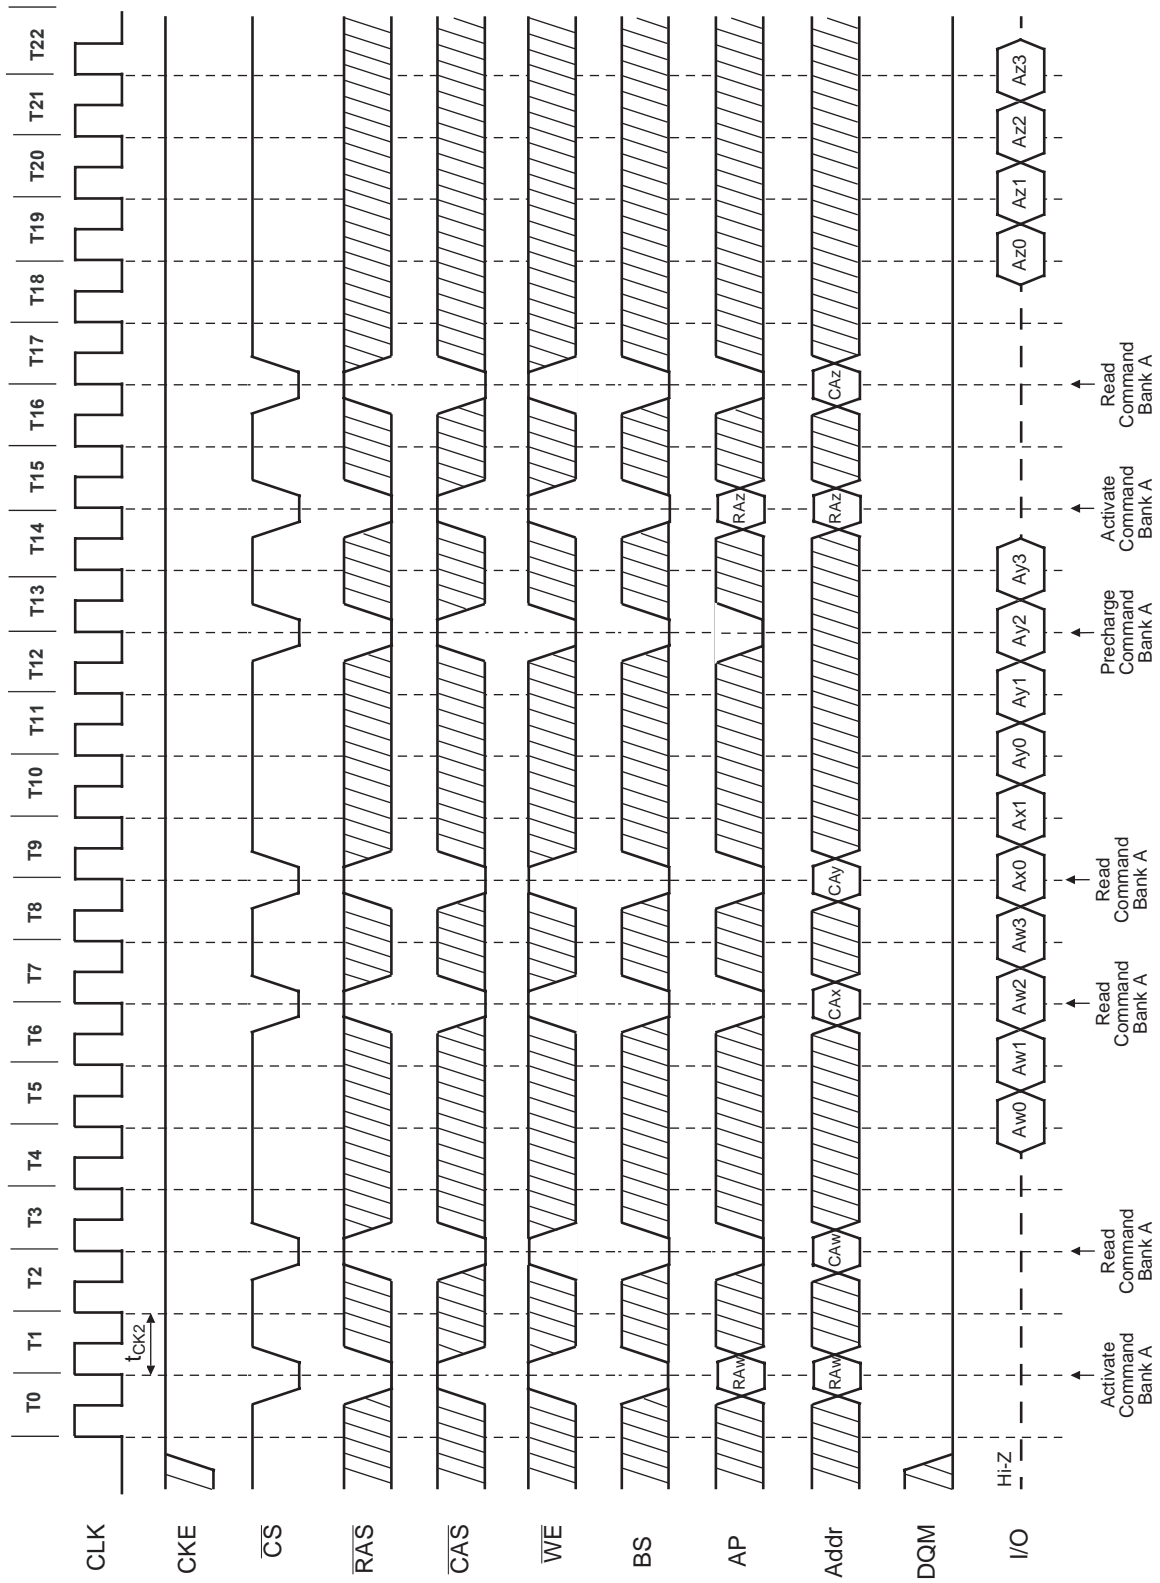 T0 T1 T2 T3 T4 T5 T6 T7 T8 T9 T10 T11 T12 T13 T14 T15 T16 T17 T18 T19 T20 T21 T22
CLK
tCK2
CKE
CS
RAS
CAS
WE
BS
AP
RAw RAz
Addr
RAw CAw CAx CAy RAz CAz
DQM
I/O
Hi-Z
Aw0 Aw1 Aw2 Aw3 Ax0 Ax1 Ay0 Ay1 Ay2 Ay3 Az0 Az1 Az2 Az3
Activate
Command
Bank A
Read
Command
Bank A
Read
Command
Bank A
Read
Command
Bank A
Precharge
Command
Bank A
Activate
Command
Bank A
Read
Command
Bank A